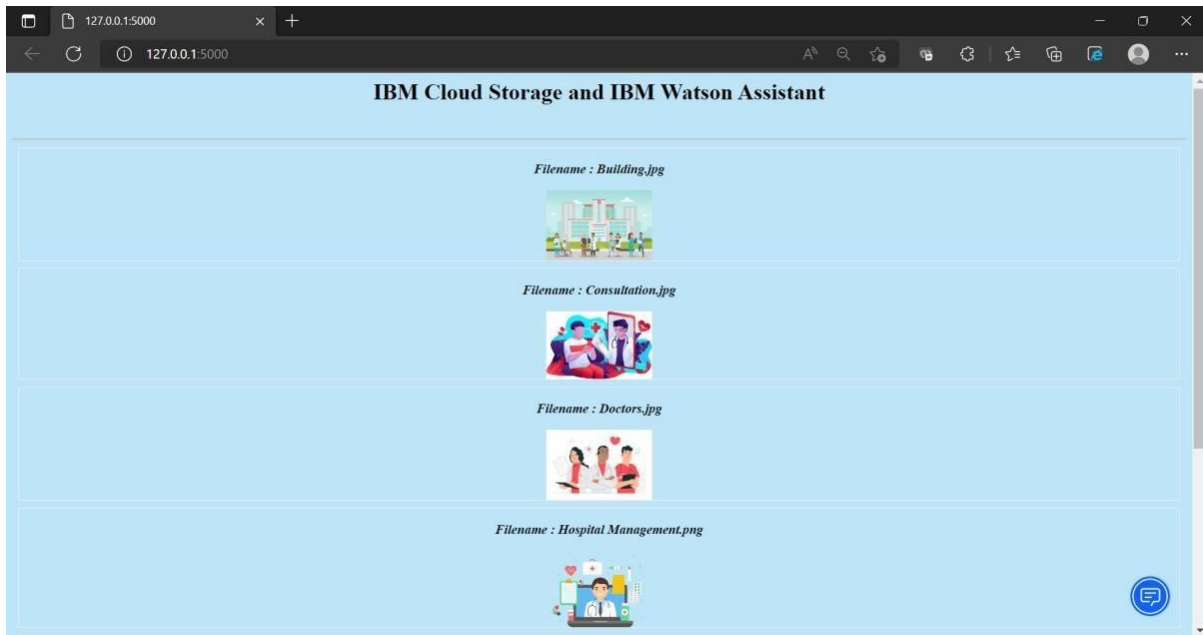 127.0.0.1:5000
127.0.0.1:5000
IBM Cloud Storage and IBM Watson Assistant
Filename : Building.jpg
Filename : Consultation.jpg
Filename : Doctors.jpg
Filename : Hospital Management.png